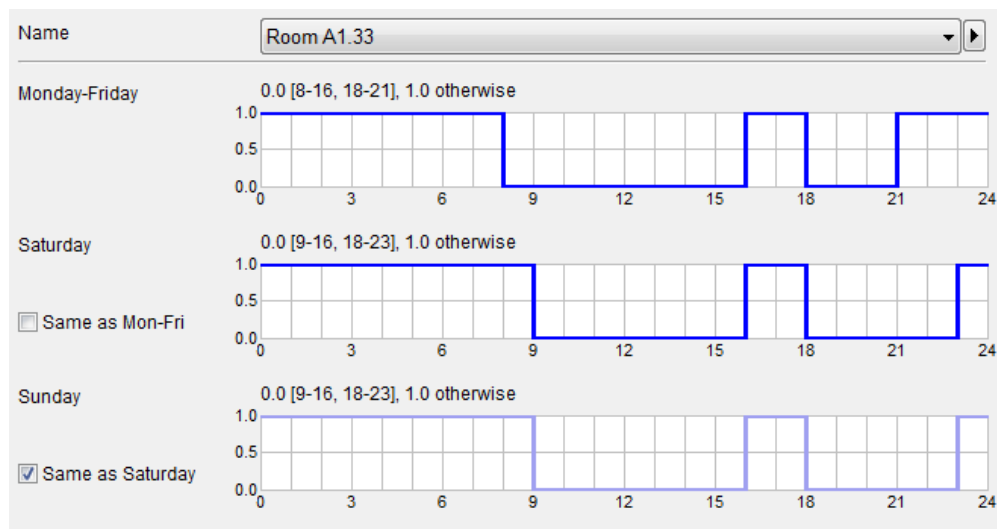 Name Room A1.33
Monday-Friday 0.0 [8-16, 18-21], 1.0 otherwise
1.0
0.5
0.0
0 3 6 9 12 15 18 21 24
Saturday 0.0 [9-16, 18-23], 1.0 otherwise
1.0
0.5
Same as Mon-Fri
0.0
0 3 6 9 12 15 18 21 24
Sunday 0.0 [9-16, 18-23], 1.0 otherwise
1.0
0.5
Same as Saturday
0.0
0 3 6 9 12 15 18 21 24